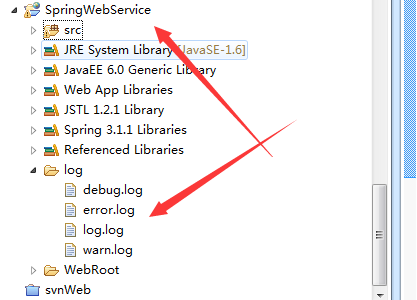 SpringWebService
src
JRE System Library [JavaSE-1.6]
JavaEE 6.0 Generic Library
Web App Libraries
JSTL 1.2.1 Library
Spring 3.1.1 Libraries
Referenced Libraries
log
debug.log
error.log
log.log
warn.log
WebRoot
svnWeb